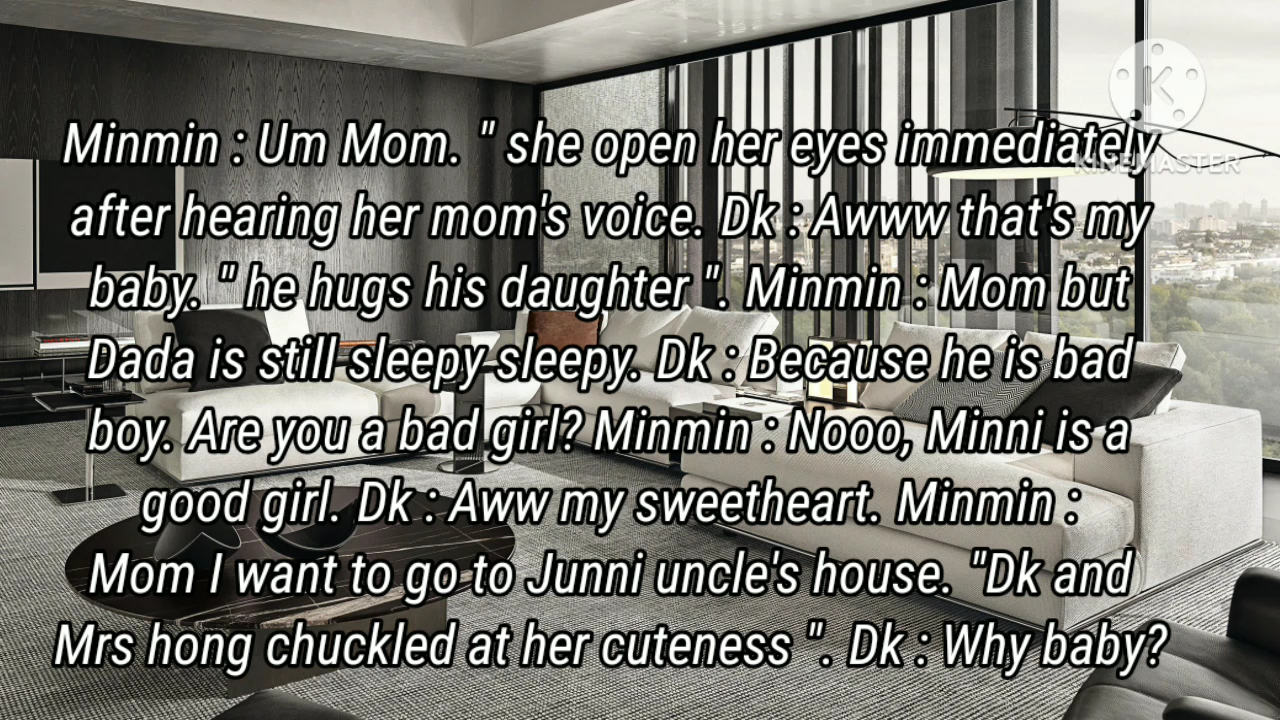 Minmin : Um Mom. " she open her eyes immediately
after hearing her mom's voice. Dk : Awww that's my
baby. " he hugs his daughter ". Minmin : Mom but
Dada is still sleepy sleepy. Dk : Because he is bad
boy. Are you a bad girl? Minmin : Nooo, Minni is a
good girl. Dk : Aww my sweetheart. Minmin :
Mom I want to go to Junni uncle's house. "Dk and
Mrs hong chuckled at her cuteness ". Dk : Why baby?
K
KINEMASTER